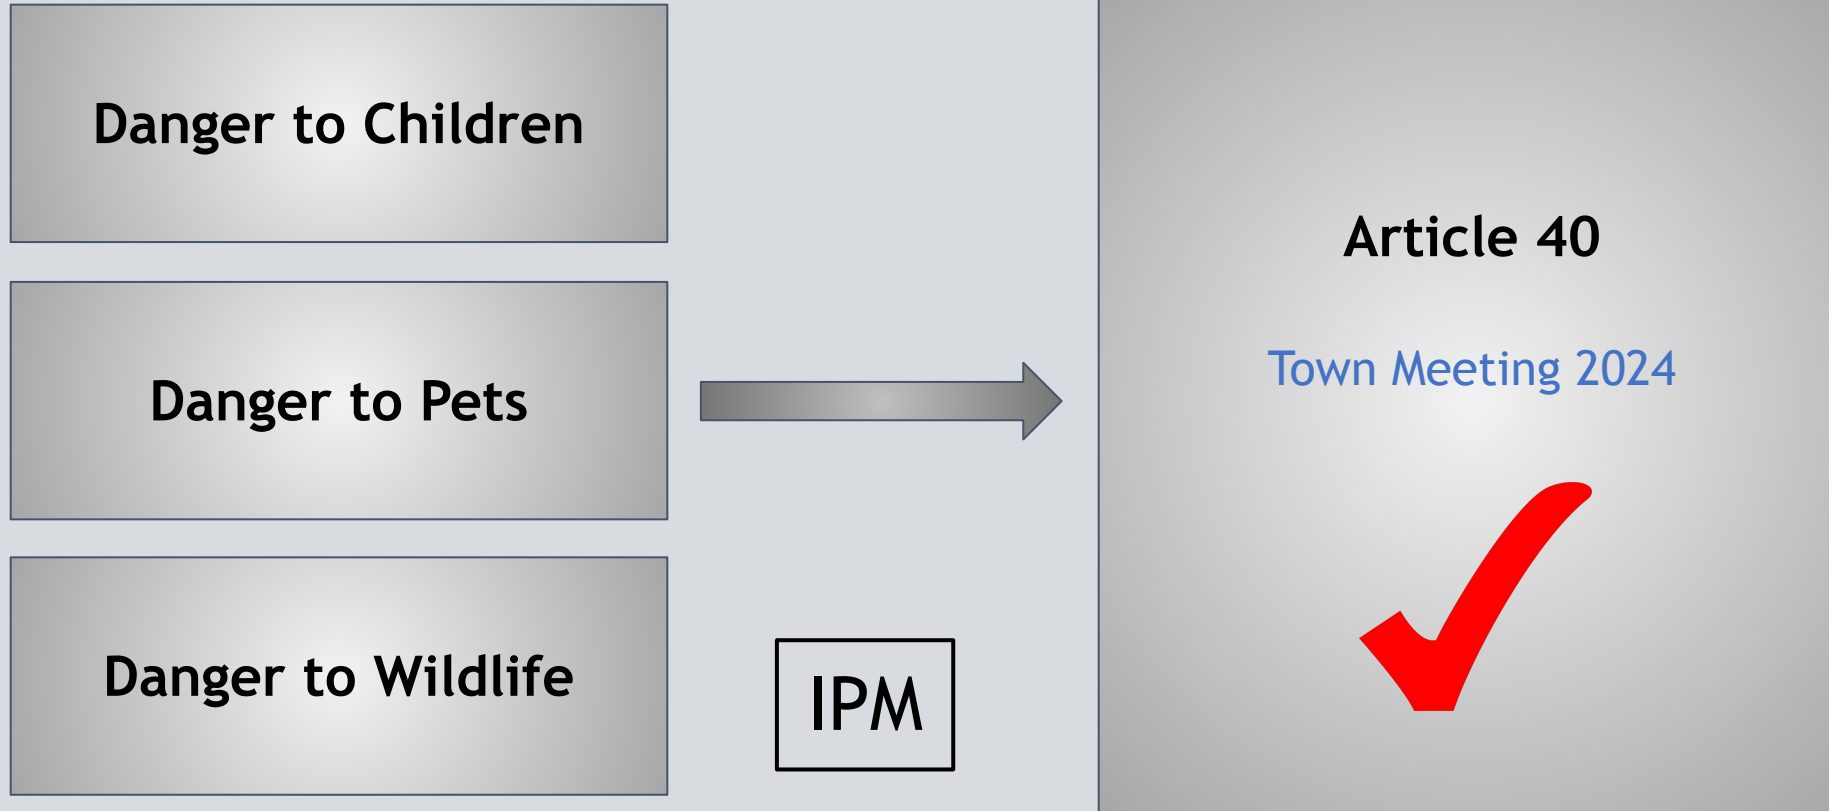 Danger to Children
Danger to Pets
Danger to Wildlife
IPM
Article 40
Town Meeting 2024